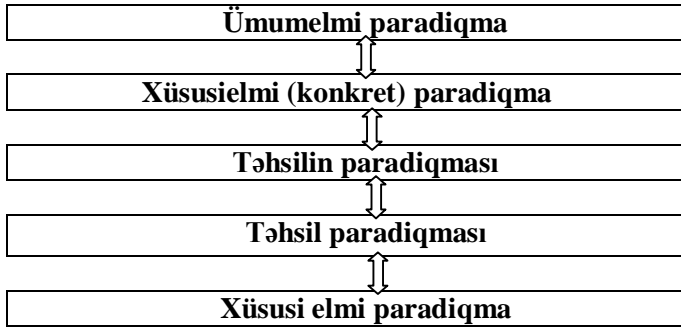 Ümumelmi paradiqma
Xüsusielmi (konkret) paradiqma
Təhsilin paradiqması
Təhsil paradiqması
Xüsusi elmi paradiqma